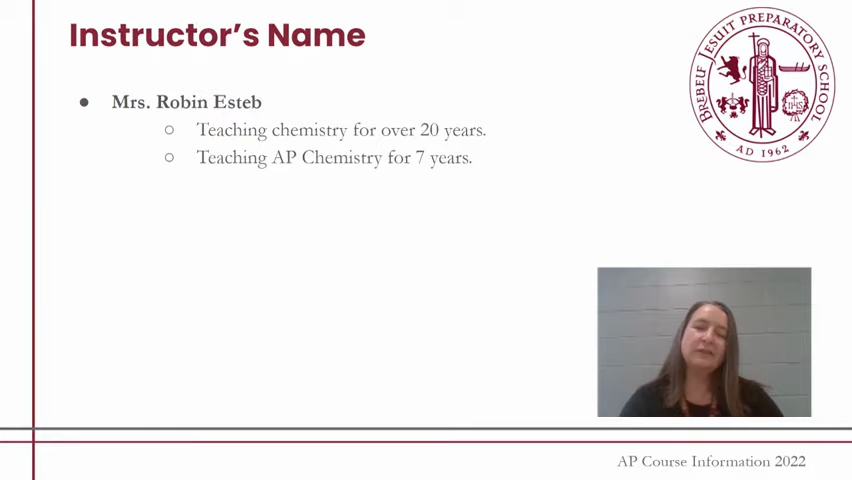 Instructor's Name
● Mrs. Robin Esteb
○ Teaching chemistry for over 20 years.
○ Teaching AP Chemistry for 7 years.
BREBEUF JESUIT PREPARATORY SCHOOL
IHS
AD 1962
AP Course Information 2022